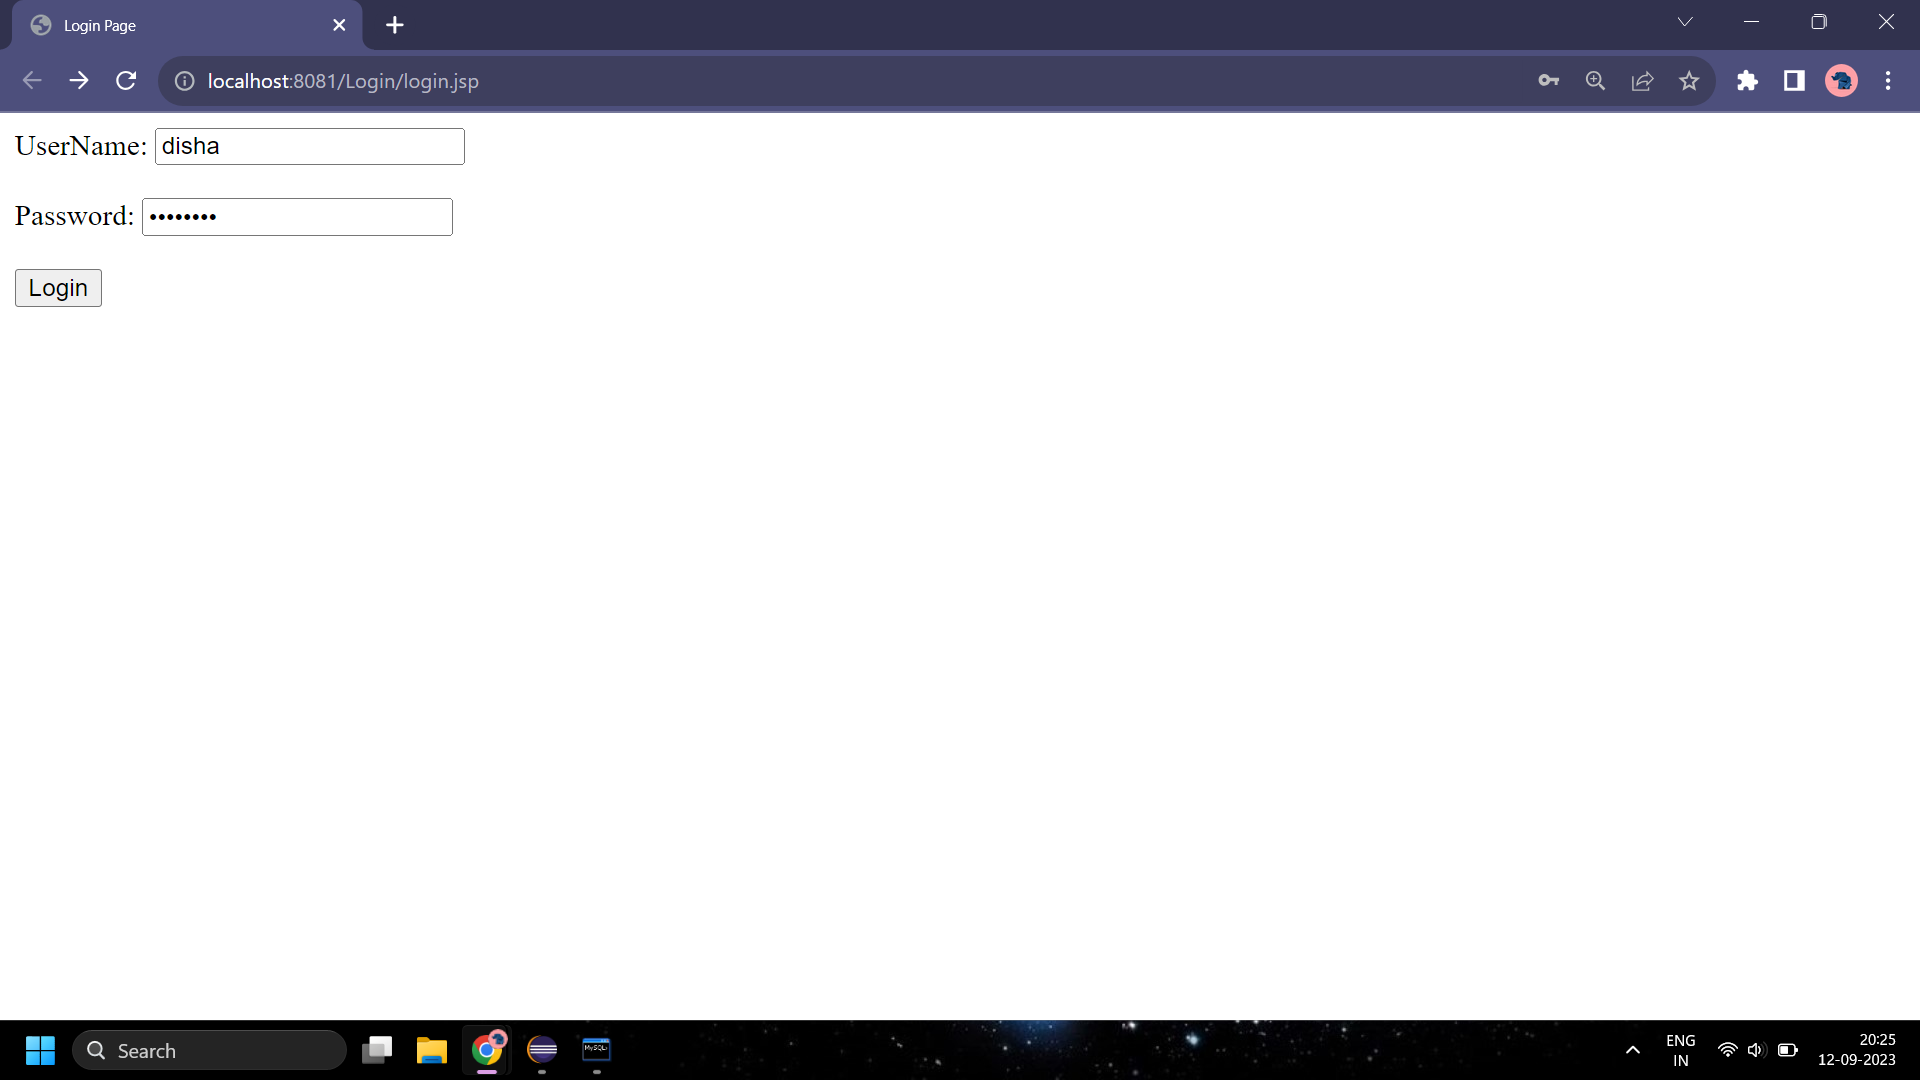 Login Page
localhost:8081/Login/login.jsp
UserName: disha
Password: ••••••••
Login
Search
MySQL
ENG
IN
20:25
12-09-2023